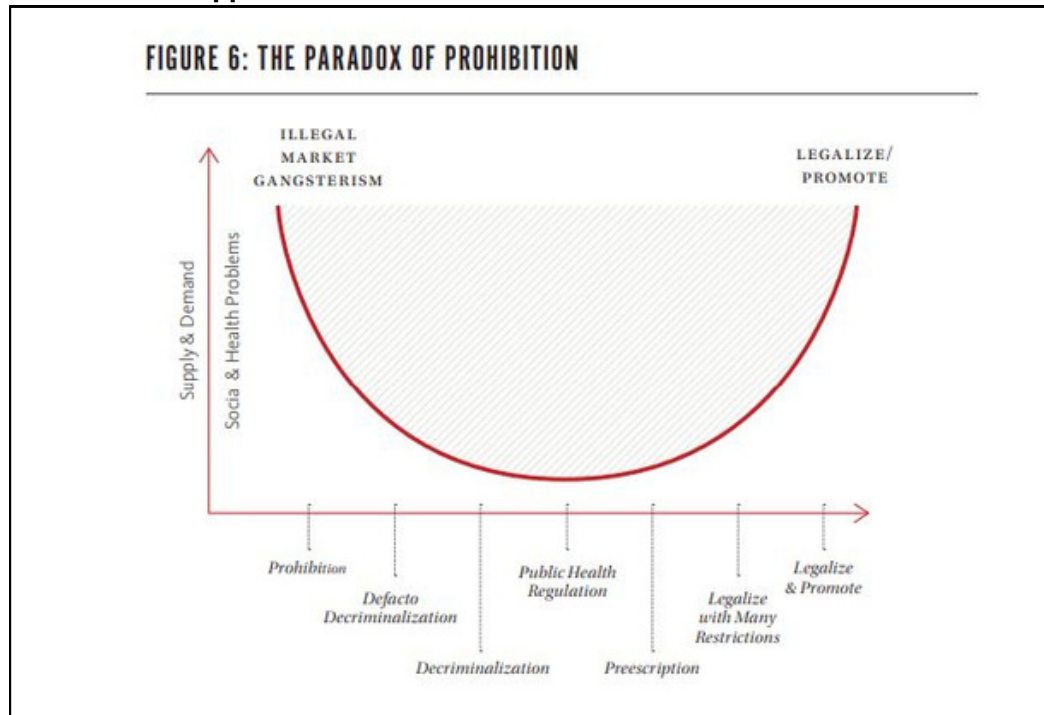 FIGURE 6: THE PARADOX OF PROHIBITION
ILLEGAL
MARKET
GANGSTERISM
LEGALIZE/
PROMOTE
Supply & Demand
Socia & Health Problems
Prohibition
Defacto
Decriminalization
Decriminalization
Public Health
Regulation
Preescription
Legalize
with Many
Restrictions
Legalize
& Promote